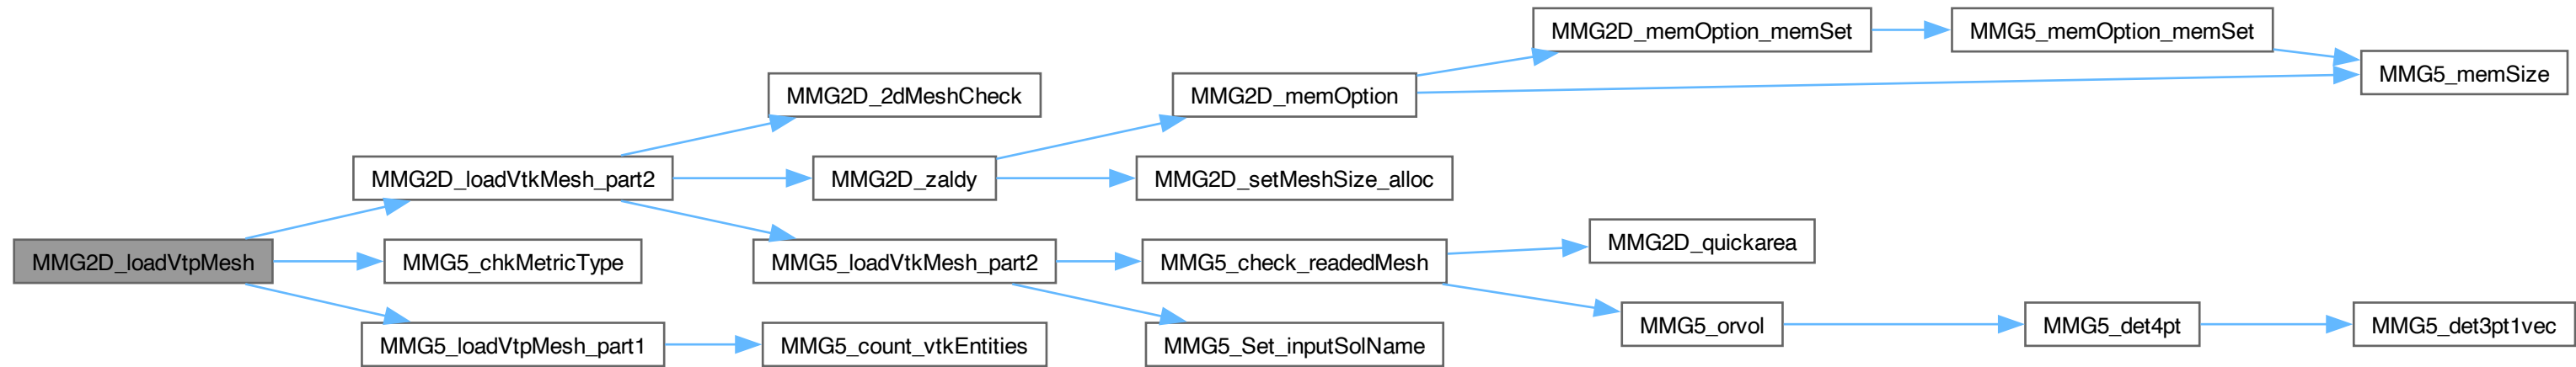 MMG2D_memOption_memSet
MMG5_memOption_memSet
MMG5_memSize
MMG2D_2dMeshCheck
MMG2D_memOption
MMG2D_loadVtkMesh_part2
MMG2D_zaldy
MMG2D_setMeshSize_alloc
MMG2D_quickarea
MMG2D_loadVtpMesh
MMG5_chkMetricType
MMG5_loadVtkMesh_part2
MMG5_check_readedMesh
MMG5_loadVtpMesh_part1
MMG5_count_vtkEntities
MMG5_Set_inputSolName
MMG5_orvol
MMG5_det4pt
MMG5_det3pt1vec